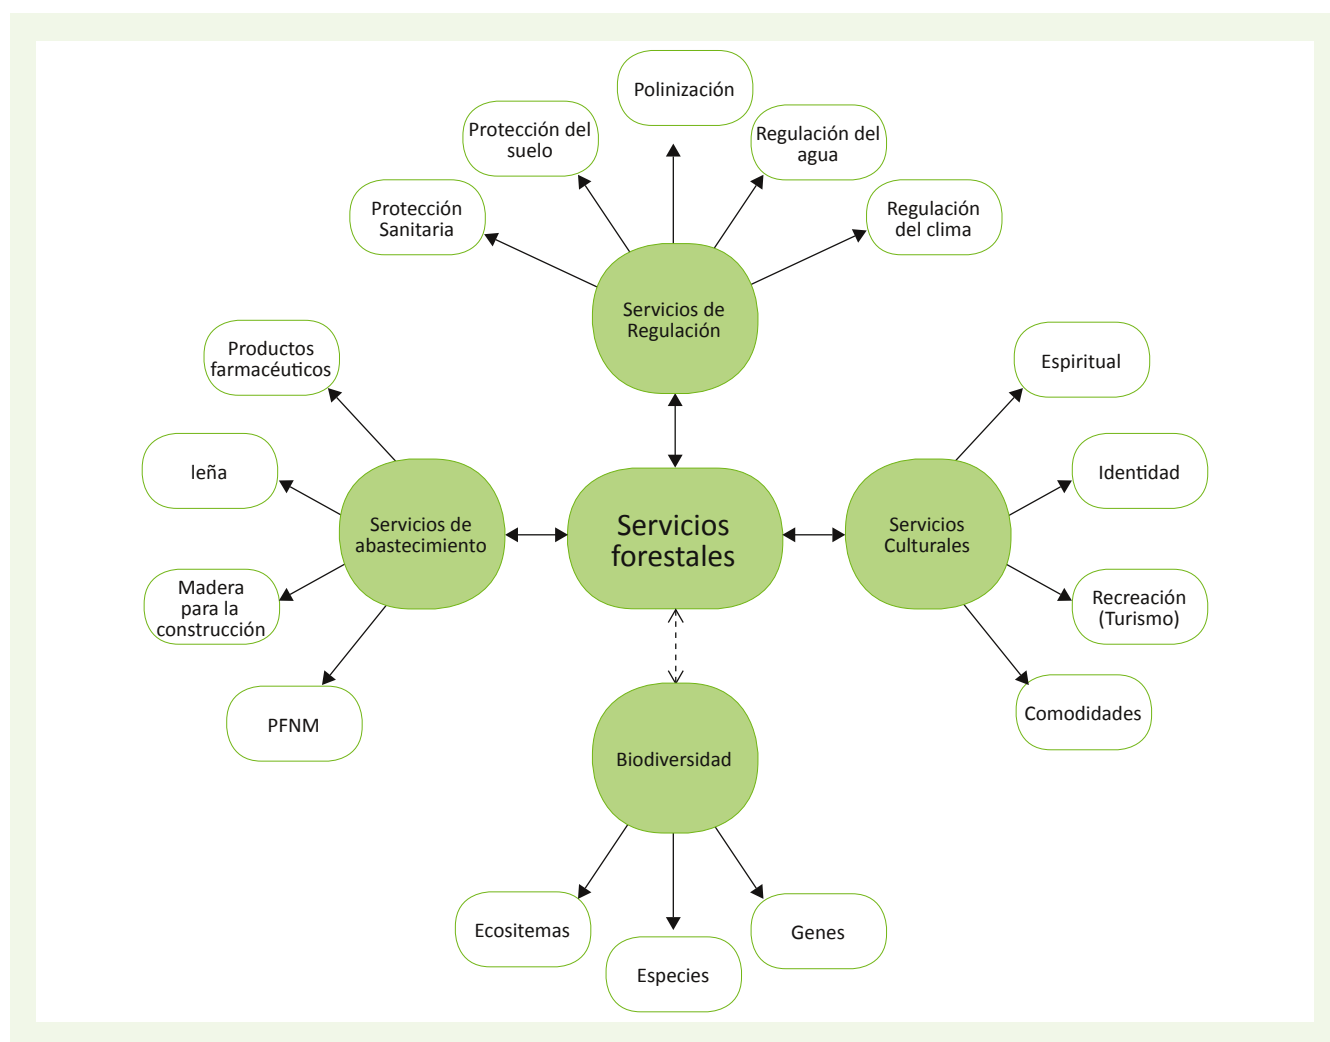 Polinización
Protección del
suelo
Regulación del
agua
Protección
Sanitaria
Regulación
del clima
Servicios de
Regulación
Productos
farmacéuticos
Espiritual
leña
Identidad
Servicios de
abastecimiento
Servicios
forestales
Servicios
Culturales
Madera
para la
construcción
Recreación
(Turismo)
PFNM
Comodidades
Biodiversidad
Ecositemas
Especies
Genes